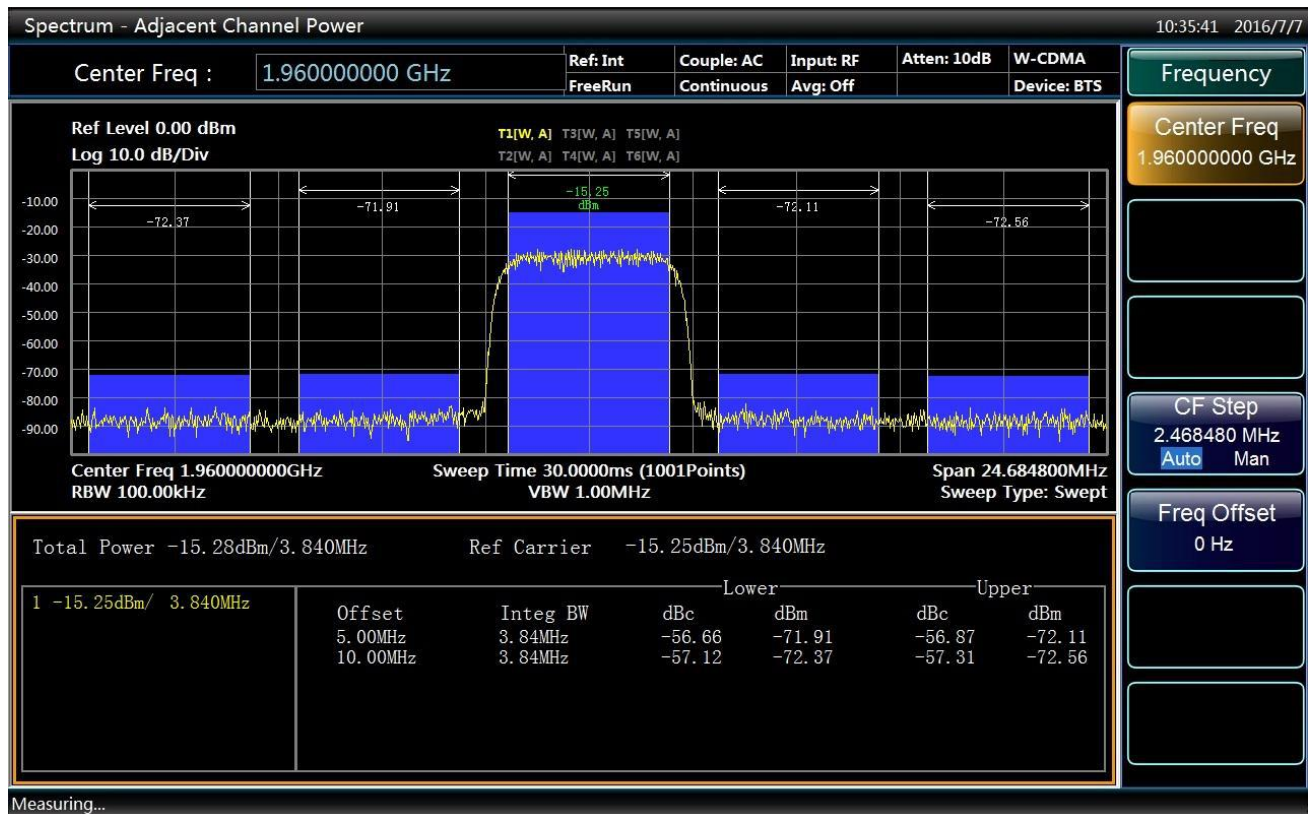 Spectrum - Adjacent Channel Power
10:35:41 2016/7/7
Center Freq : 1.960000000 GHz
Ref: Int Couple: AC Input: RF Atten: 10dB W-CDMA
FreeRun Continuous Avg: Off Device: BTS
Ref Level 0.00 dBm
Log 10.0 dB/Div
T1[W, A] T3[W, A] T5[W, A]
T2[W, A] T4[W, A] T6[W, A]
-15.25
dBm
-71.91
-72.11
-72.37
-72.56
-10.00
-20.00
-30.00
-40.00
-50.00
-60.00
-70.00
-80.00
-90.00
Center Freq 1.960000000GHz Sweep Time 30.0000ms (1001Points) Span 24.684800MHz
RBW 100.00kHz VBW 1.00MHz Sweep Type: Swept
Total Power -15.28dBm/3.840MHz Ref Carrier -15.25dBm/3.840MHz
1 -15.25dBm/ 3.840MHz
Lower Upper
Offset Integ BW dBc dBm dBc dBm
5.00MHz 3.84MHz -56.66 -71.91 -56.87 -72.11
10.00MHz 3.84MHz -57.12 -72.37 -57.31 -72.56
Frequency
Center Freq
1.960000000 GHz
CF Step
2.468480 MHz
Auto Man
Freq Offset
0 Hz
Measuring...